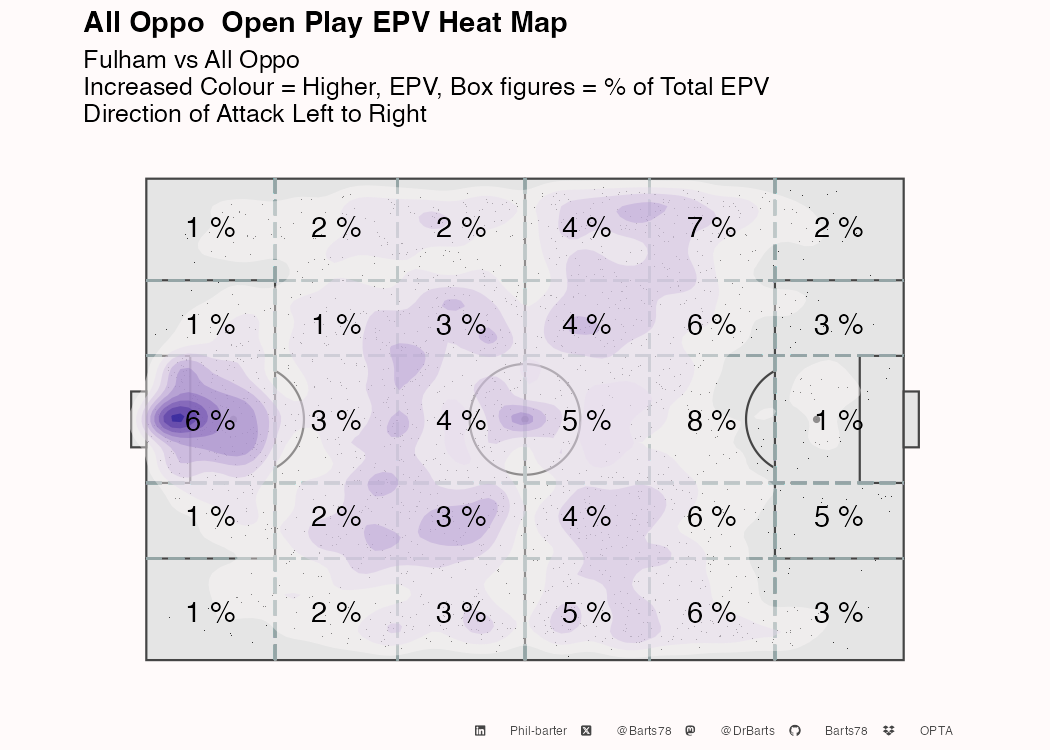 All Oppo  Open Play EPV Heat Map
Fulham vs All Oppo
Increased Colour = Higher, EPV, Box figures = % of Total EPV
Direction of Attack Left to Right
1 % 2 % 2 % 4 % 7 % 2 %
1 % 1 % 3 % 4 % 6 % 3 %
6 % 3 % 4 % 5 % 8 % 1 %
1 % 2 % 3 % 4 % 6 % 5 %
1 % 2 % 3 % 5 % 6 % 3 %
Phil-barter @Barts78 @DrBarts Barts78 OPTA